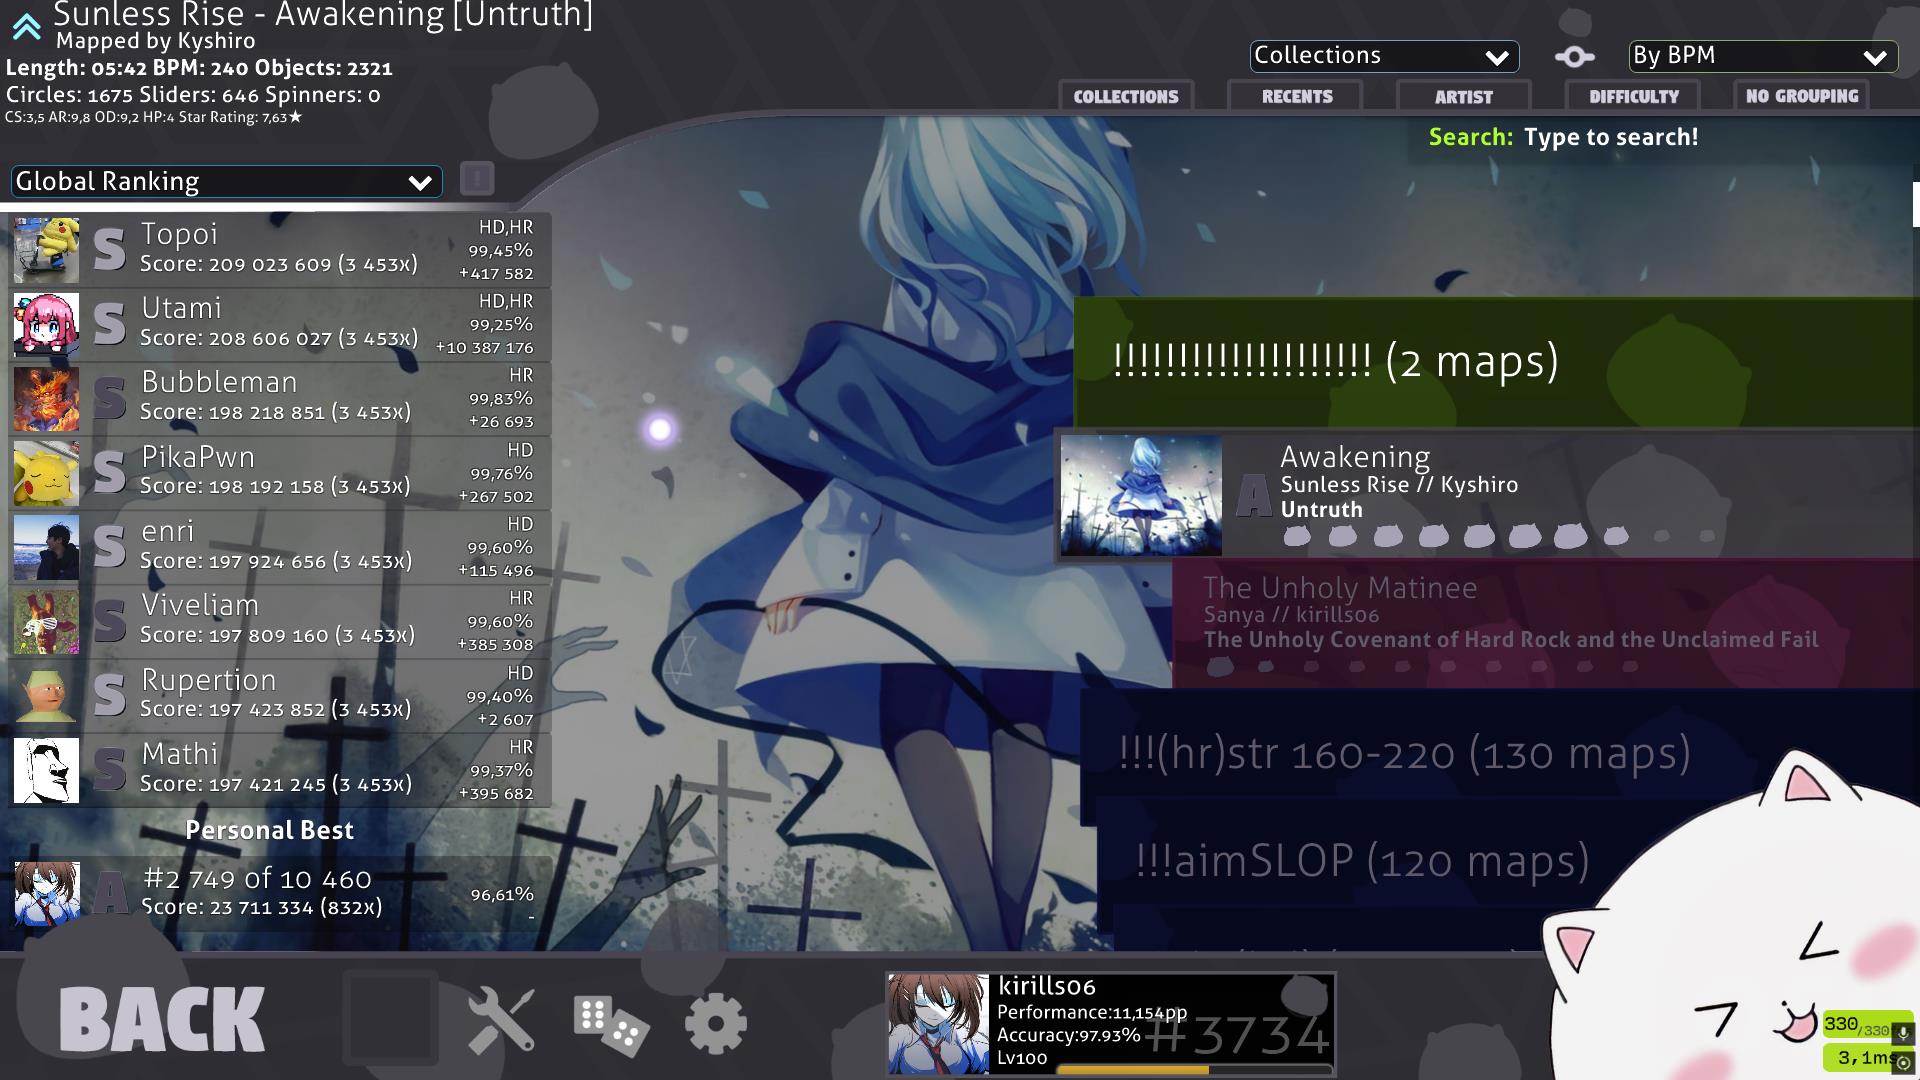 Sunless Rise - Awakening [Untruth]
Mapped by Kyshiro
Length: 05:42 BPM: 240 Objects: 2321
Circles: 1675 Sliders: 646 Spinners: 0
CS:3,5 AR:9,8 OD:9,2 HP:4 Star Rating: 7,63★
Collections
By BPM
COLLECTIONS
RECENTS
ARTIST
DIFFICULTY
NO GROUPING
Search: Type to search!
Global Ranking
S Topoi HD,HR
Score: 209 023 609 (3 453x) 99,45%
+417 582
S Utami HD,HR
Score: 208 606 027 (3 453x) 99,25%
+10 387 176
S Bubbleman HR
Score: 198 218 851 (3 453x) 99,83%
+26 693
S PikaPwn HD
Score: 198 192 158 (3 453x) 99,76%
+267 502
S enri HD
Score: 197 924 656 (3 453x) 99,60%
+115 496
S Viveliam HR
Score: 197 809 160 (3 453x) 99,60%
+385 308
S Rupertion HD
Score: 197 423 852 (3 453x) 99,40%
+2 607
S Mathi HR
Score: 197 421 245 (3 453x) 99,37%
+395 682
Personal Best
A #2 749 of 10 460
Score: 23 711 334 (832x) 96,61%
-
!!!!!!!!!!!!!!!!!!!! (2 maps)
Awakening
A Sunless Rise // Kyshiro
Untruth
The Unholy Matinee
Sanya // kirills06
The Unholy Covenant of Hard Rock and the Unclaimed Fail
!!!(hr)str 160-220 (130 maps)
!!!aimSLOP (120 maps)
BACK
kirills06
Performance:11,154pp
Accuracy:97.93%
Lv100
#3734
330
3,1ms